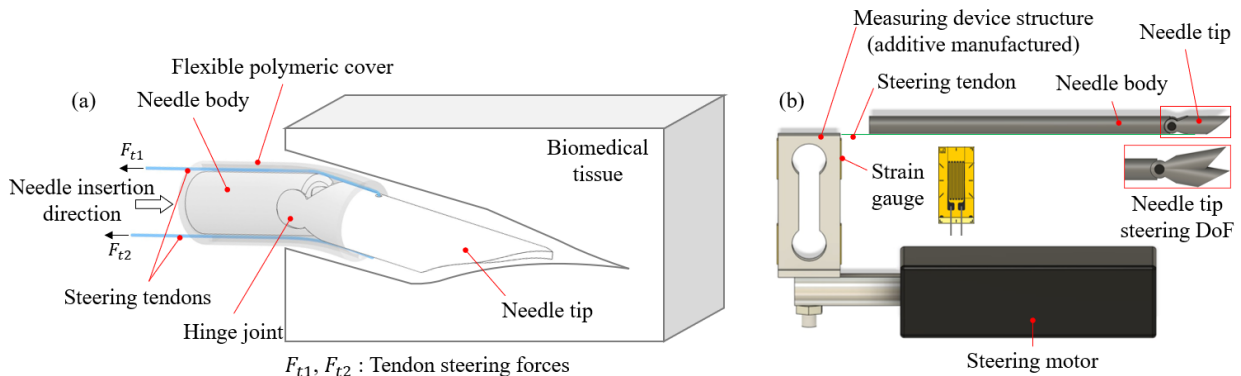 (a)
Flexible polymeric cover
Needle body
F_t1
Needle insertion
direction
F_t2
Steering tendons
Hinge joint
Biomedical
tissue
Needle tip
F_t1, F_t2 : Tendon steering forces
(b)
Measuring device structure
(additive manufactured)
Steering tendon
Needle body
Needle tip
Strain
gauge
Needle tip
steering DoF
Steering motor